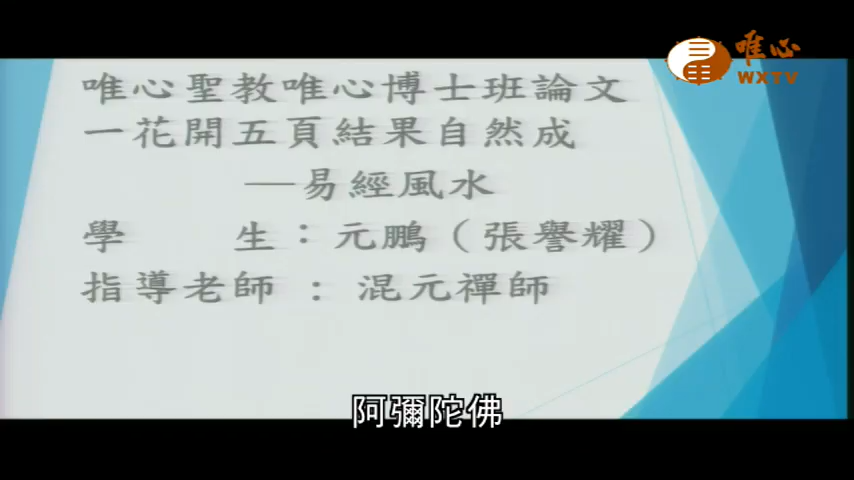 唯心
WXTV
唯心聖教唯心博士班論文
一花開五頁結果自然成
—易經風水
學 生：元鵬（張譽耀）
指導老師 : 混元禪師
阿彌陀佛